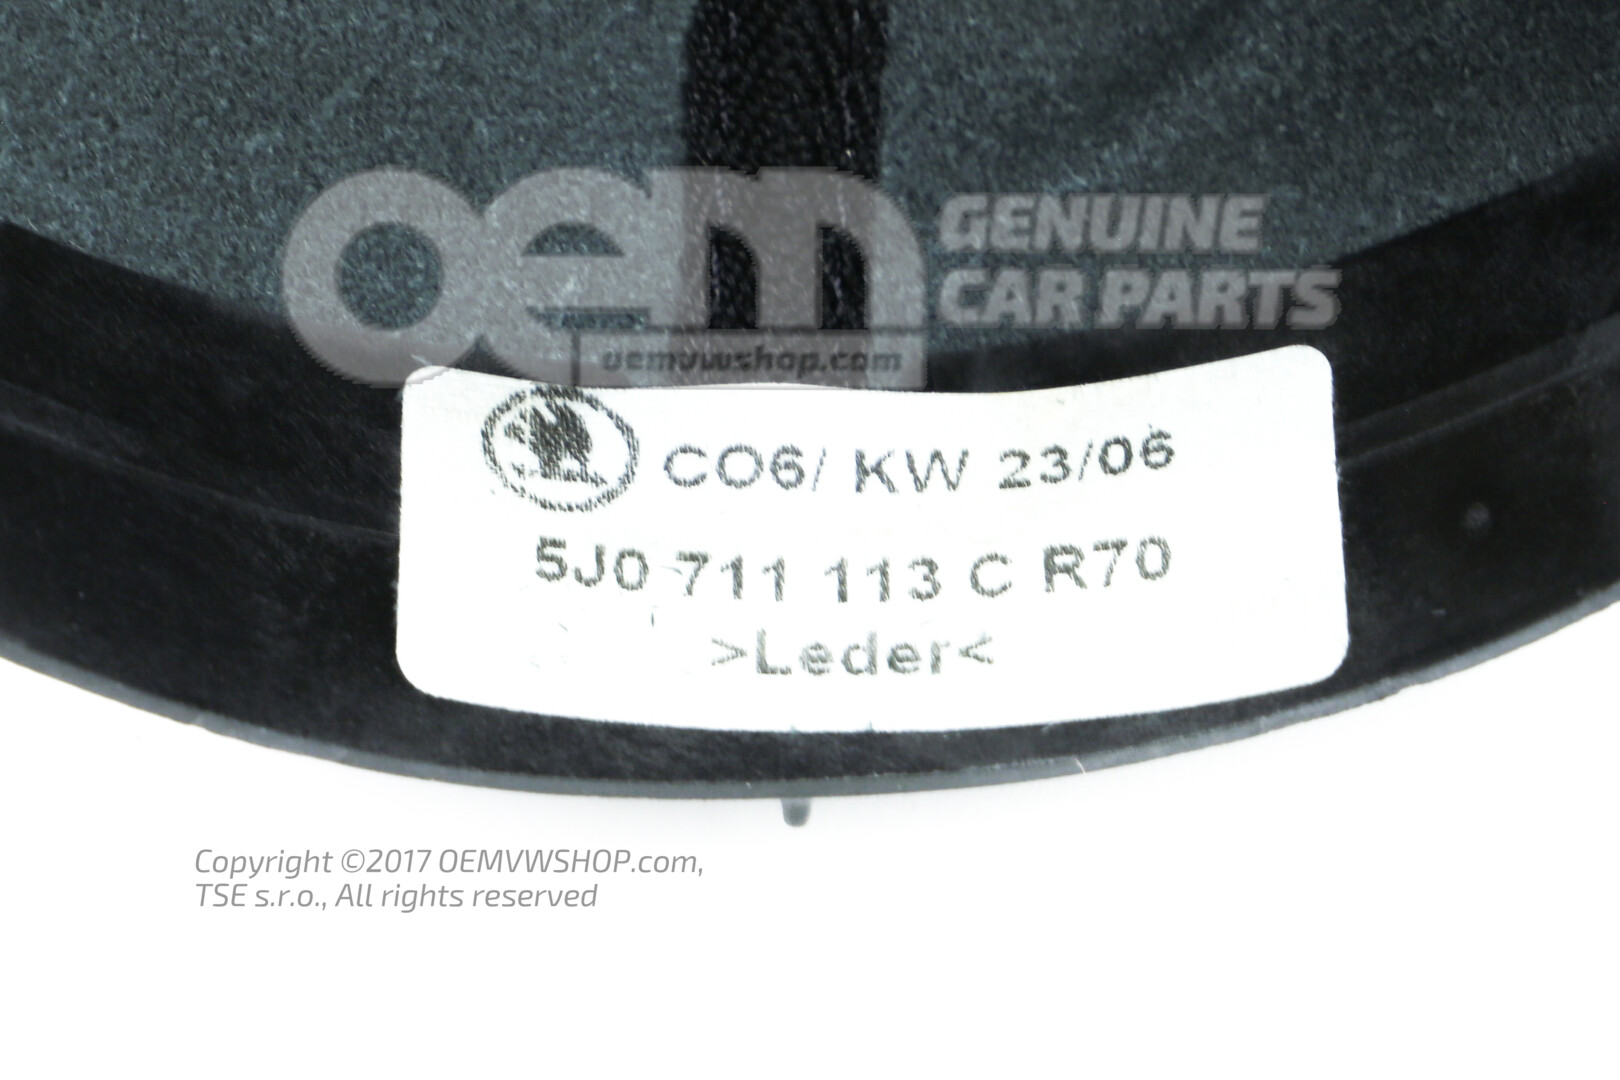 oem GENUINE
CAR PARTS
oemvwshop.com
CO6/ KW 23/06
5J0 711 113 C R70
>Leder<
Copyright ©2017 OEMVWSHOP.com,
TSE s.r.o., All rights reserved